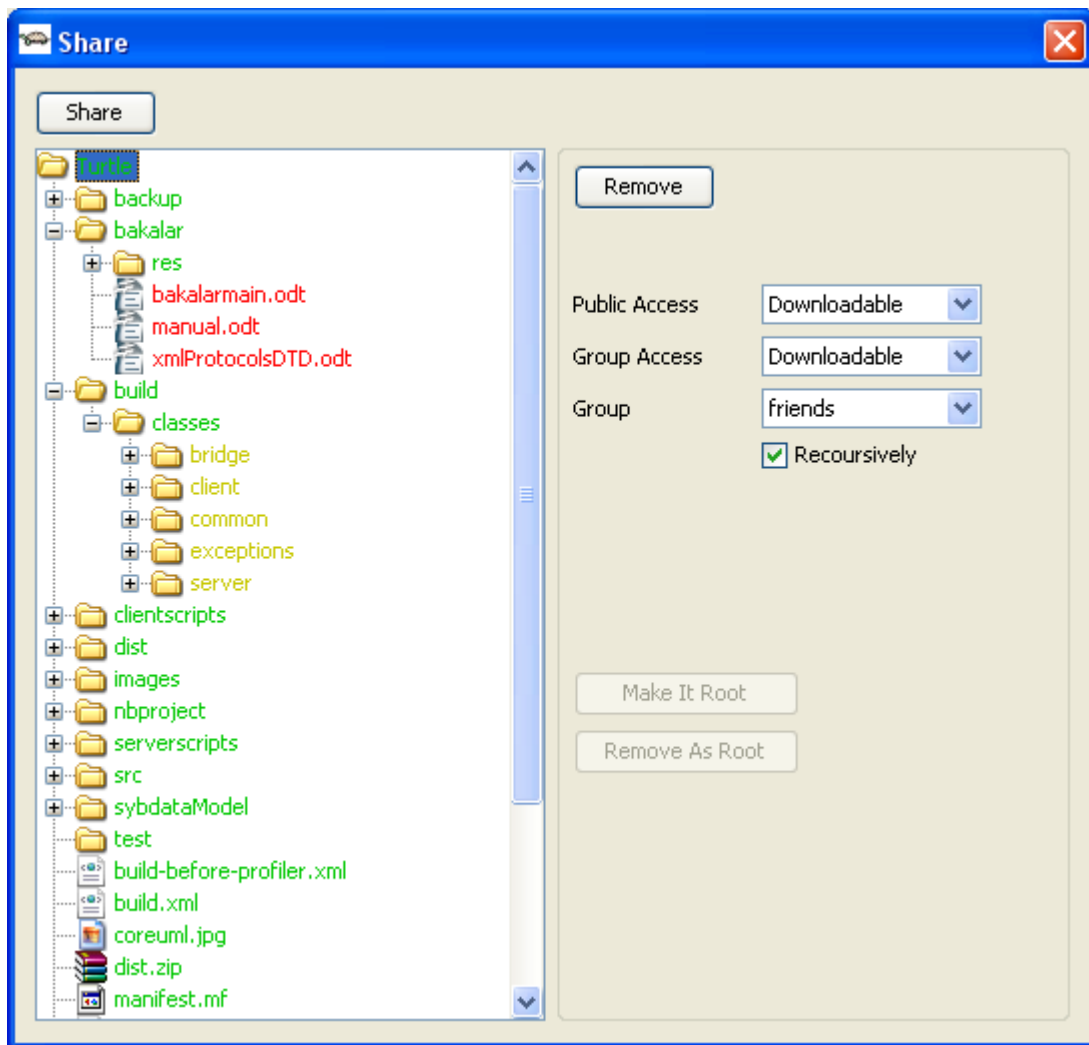 Share
Share
Turtle
backup
bakalar
res
bakalarmain.odt
manual.odt
xmlProtocolsDTD.odt
build
classes
bridge
client
common
exceptions
server
clientscripts
dist
images
nbproject
serverscripts
src
sybdataModel
test
build-before-profiler.xml
build.xml
coreuml.jpg
dist.zip
manifest.mf
Remove
Public Access Downloadable
Group Access Downloadable
Group friends
Recoursively
Make It Root
Remove As Root